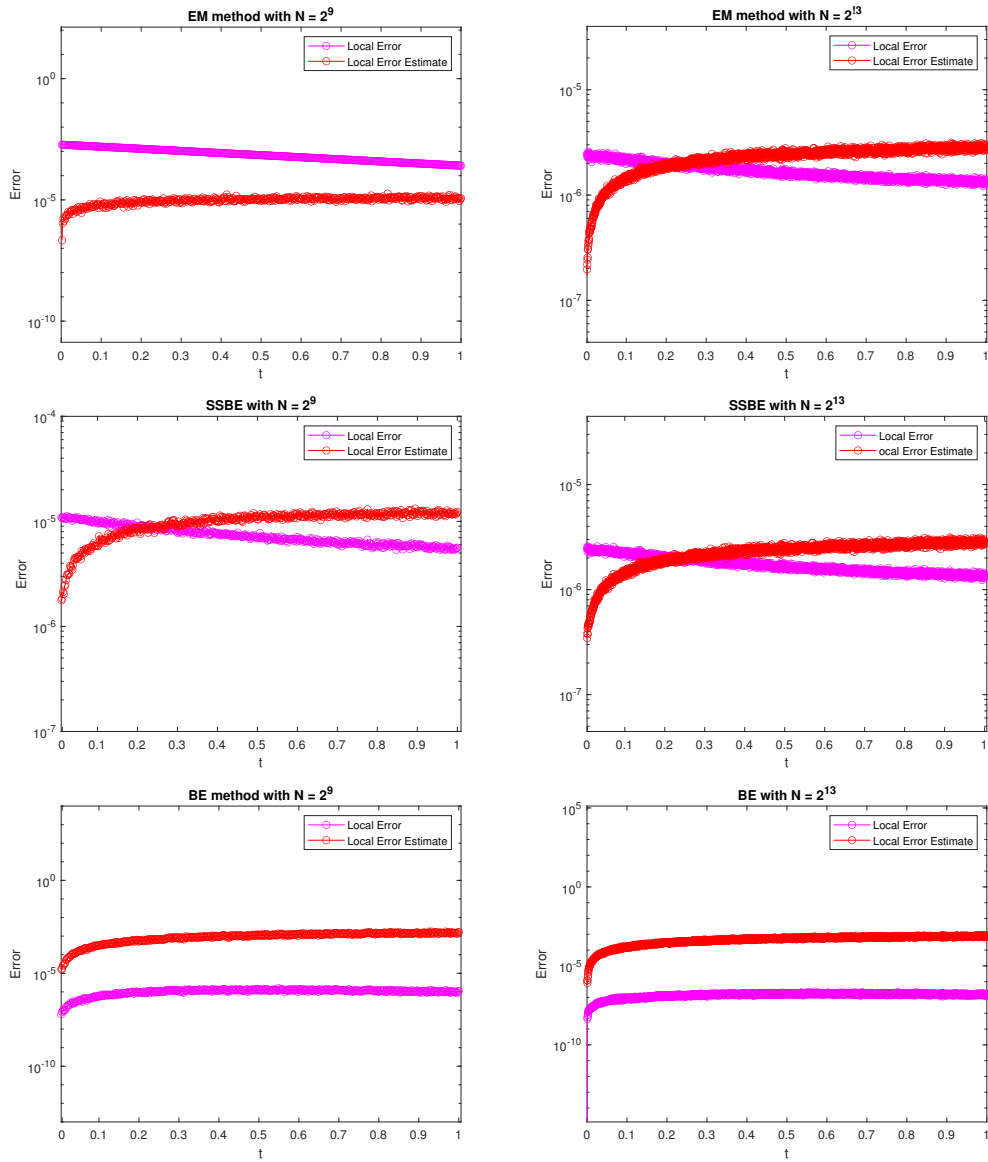 EM method with N = 2^9
Local Error
Local Error Estimate
10^0
10^-5
10^-10
Error
0 0.1 0.2 0.3 0.4 0.5 0.6 0.7 0.8 0.9 1
t
EM method with N = 2^13
Local Error
Local Error Estimate
10^-5
10^-6
10^-7
Error
0 0.1 0.2 0.3 0.4 0.5 0.6 0.7 0.8 0.9 1
t
SSBE with N = 2^9
Local Error
Local Error Estimate
10^-4
10^-5
10^-6
10^-7
Error
0 0.1 0.2 0.3 0.4 0.5 0.6 0.7 0.8 0.9 1
t
SSBE with N = 2^13
Local Error
ocal Error Estimate
10^-5
10^-6
10^-7
Error
0 0.1 0.2 0.3 0.4 0.5 0.6 0.7 0.8 0.9 1
t
BE method with N = 2^9
Local Error
Local Error Estimate
10^0
10^-5
10^-10
Error
0 0.1 0.2 0.3 0.4 0.5 0.6 0.7 0.8 0.9 1
t
BE with N = 2^13
Local Error
Local Error Estimate
10^5
10^0
10^-5
10^-10
Error
0 0.1 0.2 0.3 0.4 0.5 0.6 0.7 0.8 0.9 1
t